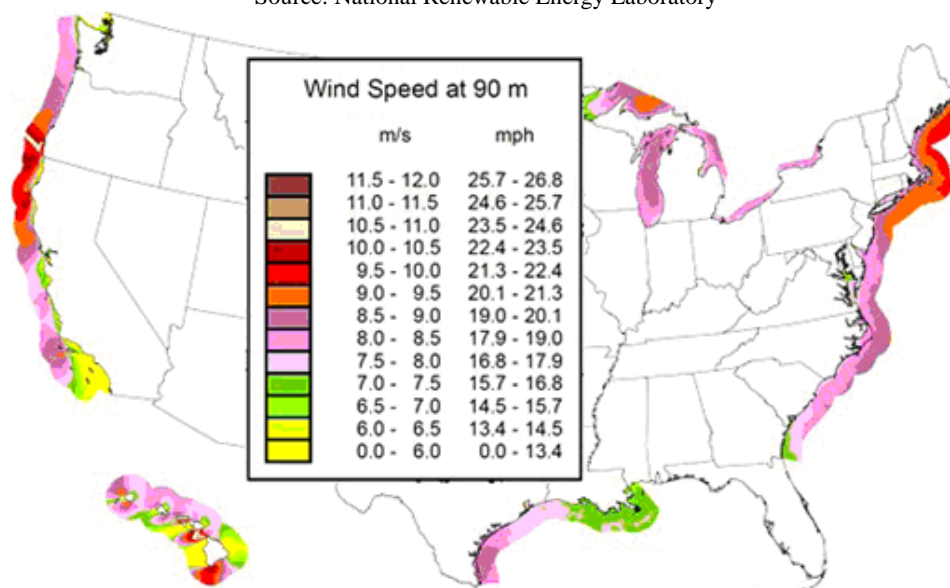 Source: National Renewable Energy Laboratory
Wind Speed at 90 m
m/s mph
11.5 - 12.0 25.7 - 26.8
11.0 - 11.5 24.6 - 25.7
10.5 - 11.0 23.5 - 24.6
10.0 - 10.5 22.4 - 23.5
9.5 - 10.0 21.3 - 22.4
9.0 - 9.5 20.1 - 21.3
8.5 - 9.0 19.0 - 20.1
8.0 - 8.5 17.9 - 19.0
7.5 - 8.0 16.8 - 17.9
7.0 - 7.5 15.7 - 16.8
6.5 - 7.0 14.5 - 15.7
6.0 - 6.5 13.4 - 14.5
0.0 - 6.0 0.0 - 13.4